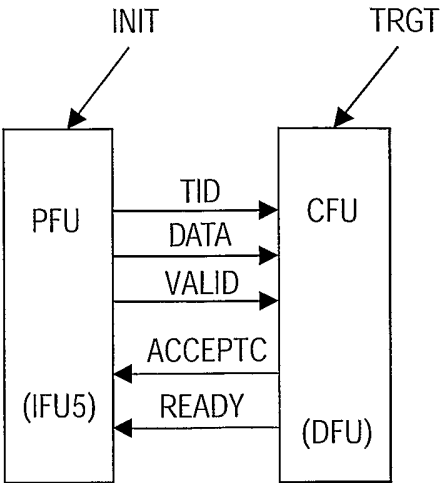 INIT
TRGT
PFU
TID
CFU
DATA
VALID
ACCEPTC
(IFU5)
READY
(DFU)